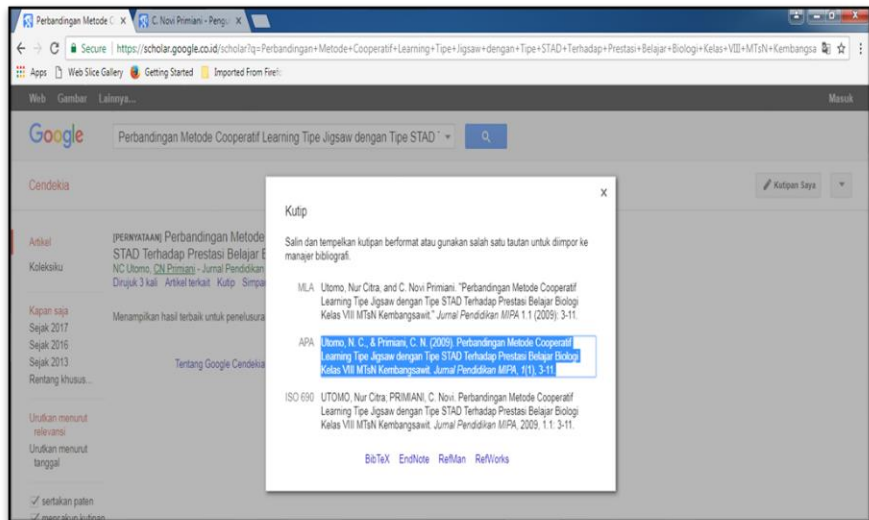 Perbandingan Metode C
C. Novi Primiani - Pengu
Secure | https://scholar.google.co.id/scholar?q=Perbandingan+Metode+Cooperatif+Learning+Tipe+Jigsaw+dengan+Tipe+STAD+Terhadap+Prestasi+Belajar+Biologi+Kelas+VIII+MTsN+Kembangsa
Apps Web Slice Gallery Getting Started Imported From Firef
Web Gambar Lainnya... Masuk
Google Perbandingan Metode Cooperatif Learning Tipe Jigsaw dengan Tipe STAD T
Cendekia Kutipan Saya
Artikel
Koleksiku
Kapan saja
Sejak 2017
Sejak 2016
Sejak 2013
Rentang khusus...
Urutkan menurut
relevansi
Urutkan menurut
tanggal
sertakan paten
mencakup kutipan
[PERNYATAAN] Perbandingan Metode
STAD Terhadap Prestasi Belajar B
NC Utomo, CN Primiani - Jurnal Pendidikan
Dirujuk 3 kali Artikel terkait Kutip Simpa
Menampilkan hasil terbaik untuk penelusura
Tentang Google Cendekia
x
Kutip
Salin dan tempelkan kutipan berformat atau gunakan salah satu tautan untuk diimpor ke
manajer bibliografi.
MLA Utomo, Nur Citra, and C. Novi Primiani. "Perbandingan Metode Cooperatif
Learning Tipe Jigsaw dengan Tipe STAD Terhadap Prestasi Belajar Biologi
Kelas VIII MTsN Kembangsawit." Jurnal Pendidikan MIPA 1.1 (2009): 3-11.
APA Utomo, N. C., & Primiani, C. N. (2009). Perbandingan Metode Cooperatif
Learning Tipe Jigsaw dengan Tipe STAD Terhadap Prestasi Belajar Biologi
Kelas VIII MTsN Kembangsawit. Jurnal Pendidikan MIPA, 1(1), 3-11.
ISO 690 UTOMO, Nur Citra; PRIMIANI, C. Novi. Perbandingan Metode Cooperatif
Learning Tipe Jigsaw dengan Tipe STAD Terhadap Prestasi Belajar Biologi
Kelas VIII MTsN Kembangsawit. Jurnal Pendidikan MIPA, 2009, 1.1: 3-11.
BibTeX EndNote RefMan RefWorks